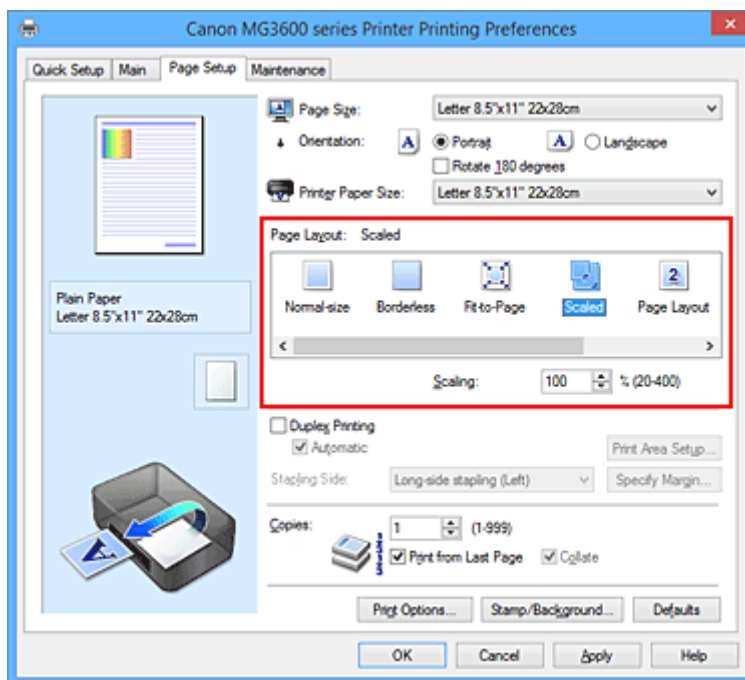 Canon MG3600 series Printer Printing Preferences
Quick Setup Main Page Setup Maintenance
Page Size: Letter 8.5"x11" 22x28cm
Orientation: A Portrait A Landscape
Rotate 180 degrees
Printer Paper Size: Letter 8.5"x11" 22x28cm
Page Layout: Scaled
Normal-size Borderless Fit-to-Page Scaled 2 Page Layout
Scaling: 100 % (20-400)
Plain Paper
Letter 8.5"x11" 22x28cm
Duplex Printing
Automatic Print Area Setup...
Stapling Side: Long-side stapling (Left) Specify Margin...
Copies: 1 (1-999)
Print from Last Page Collate
A
Print Options... Stamp/Background... Defaults
OK Cancel Apply Help